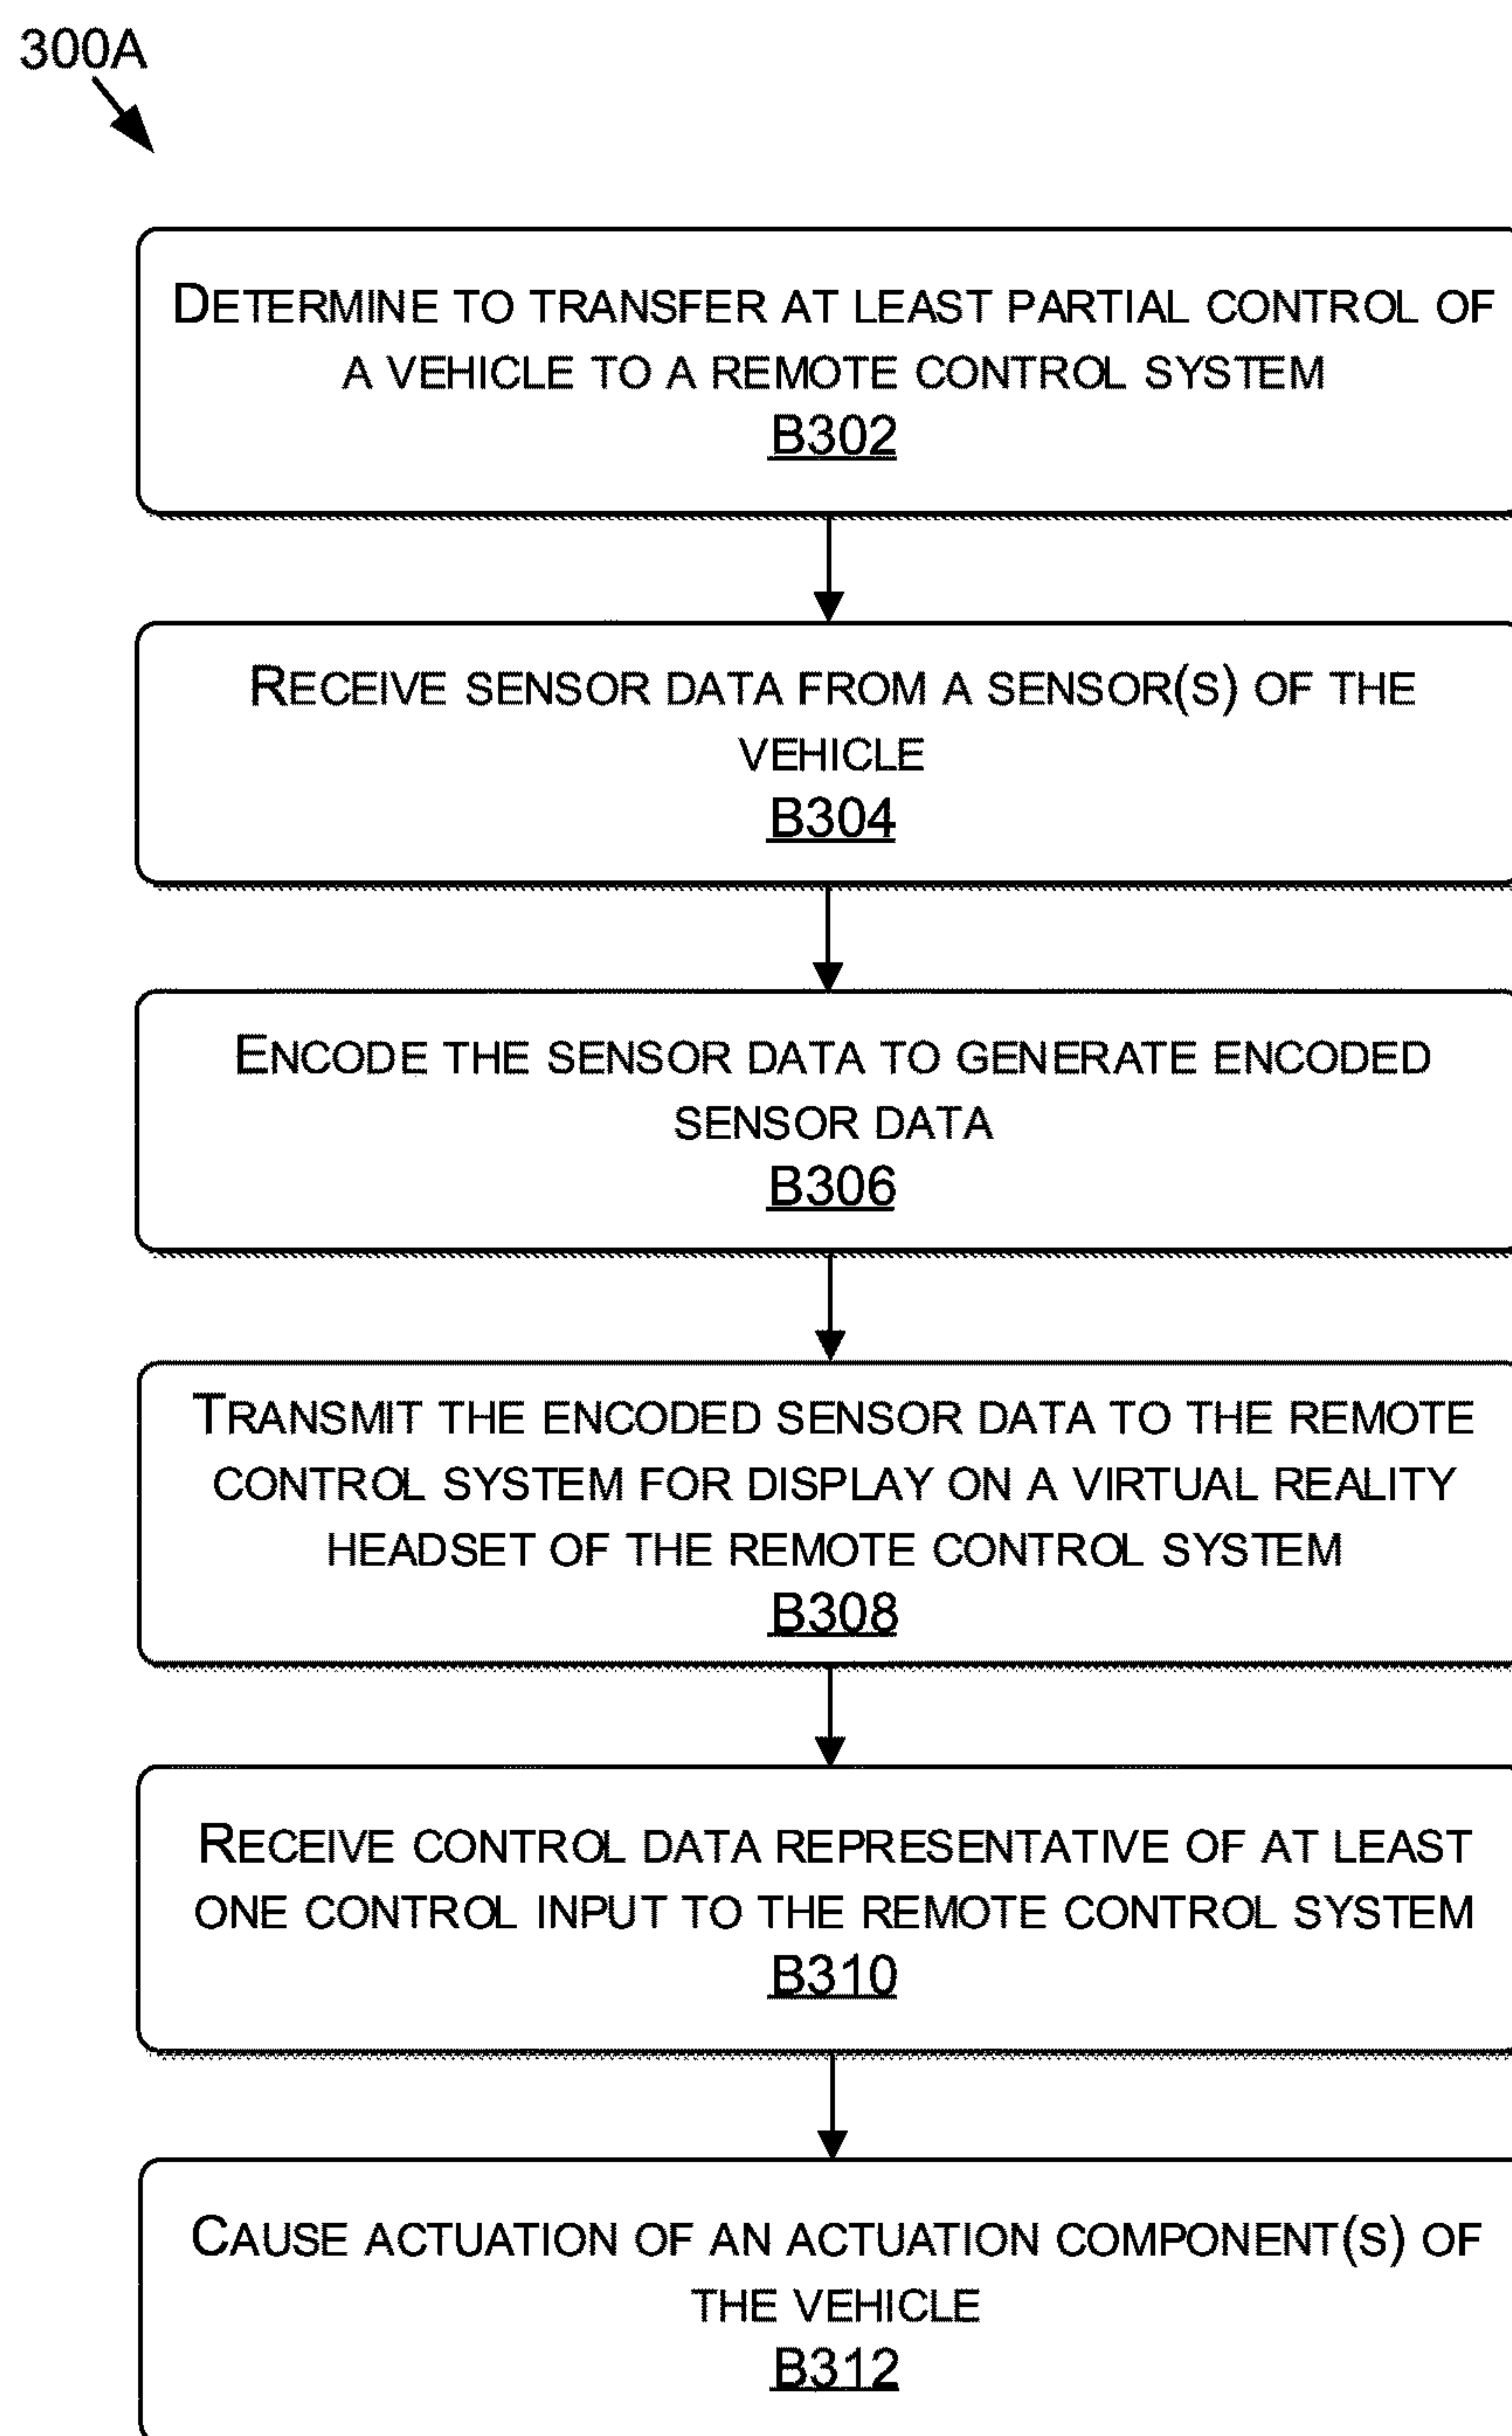 300A
DETERMINE TO TRANSFER AT LEAST PARTIAL CONTROL OF
A VEHICLE TO A REMOTE CONTROL SYSTEM
B302
RECEIVE SENSOR DATA FROM A SENSOR(S) OF THE
VEHICLE
B304
ENCODE THE SENSOR DATA TO GENERATE ENCODED
SENSOR DATA
B306
TRANSMIT THE ENCODED SENSOR DATA TO THE REMOTE
CONTROL SYSTEM FOR DISPLAY ON A VIRTUAL REALITY
HEADSET OF THE REMOTE CONTROL SYSTEM
B308
RECEIVE CONTROL DATA REPRESENTATIVE OF AT LEAST
ONE CONTROL INPUT TO THE REMOTE CONTROL SYSTEM
B310
CAUSE ACTUATION OF AN ACTUATION COMPONENT(S) OF
THE VEHICLE
B312